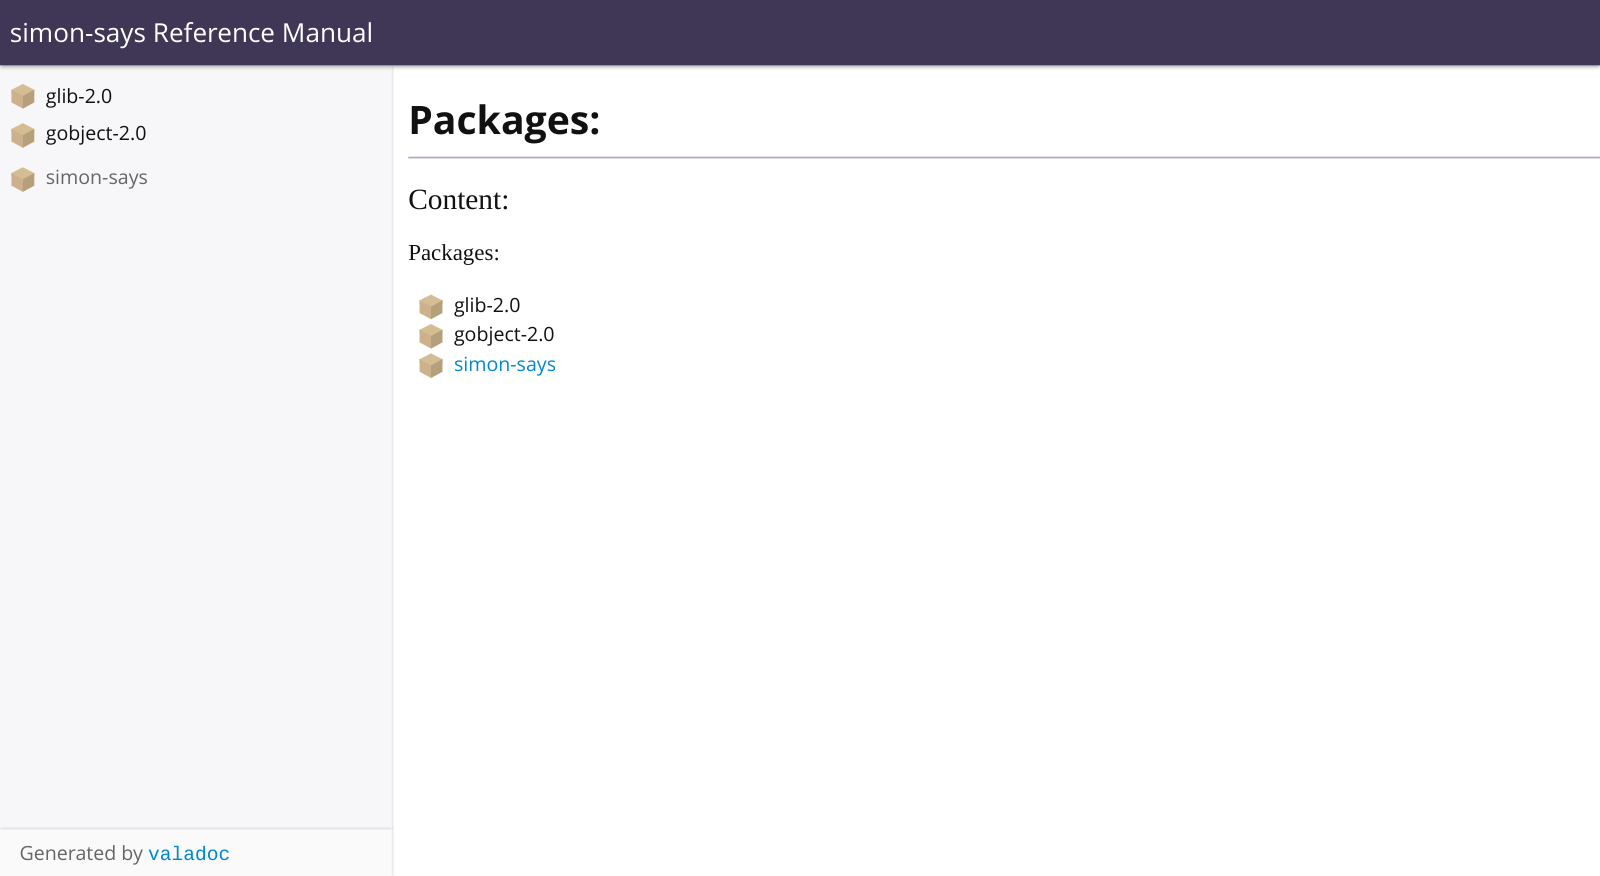 simon-says Reference Manual
glib-2.0
gobject-2.0
simon-says
Packages:
Content:
Packages:
glib-2.0
gobject-2.0
simon-says
Generated by valadoc